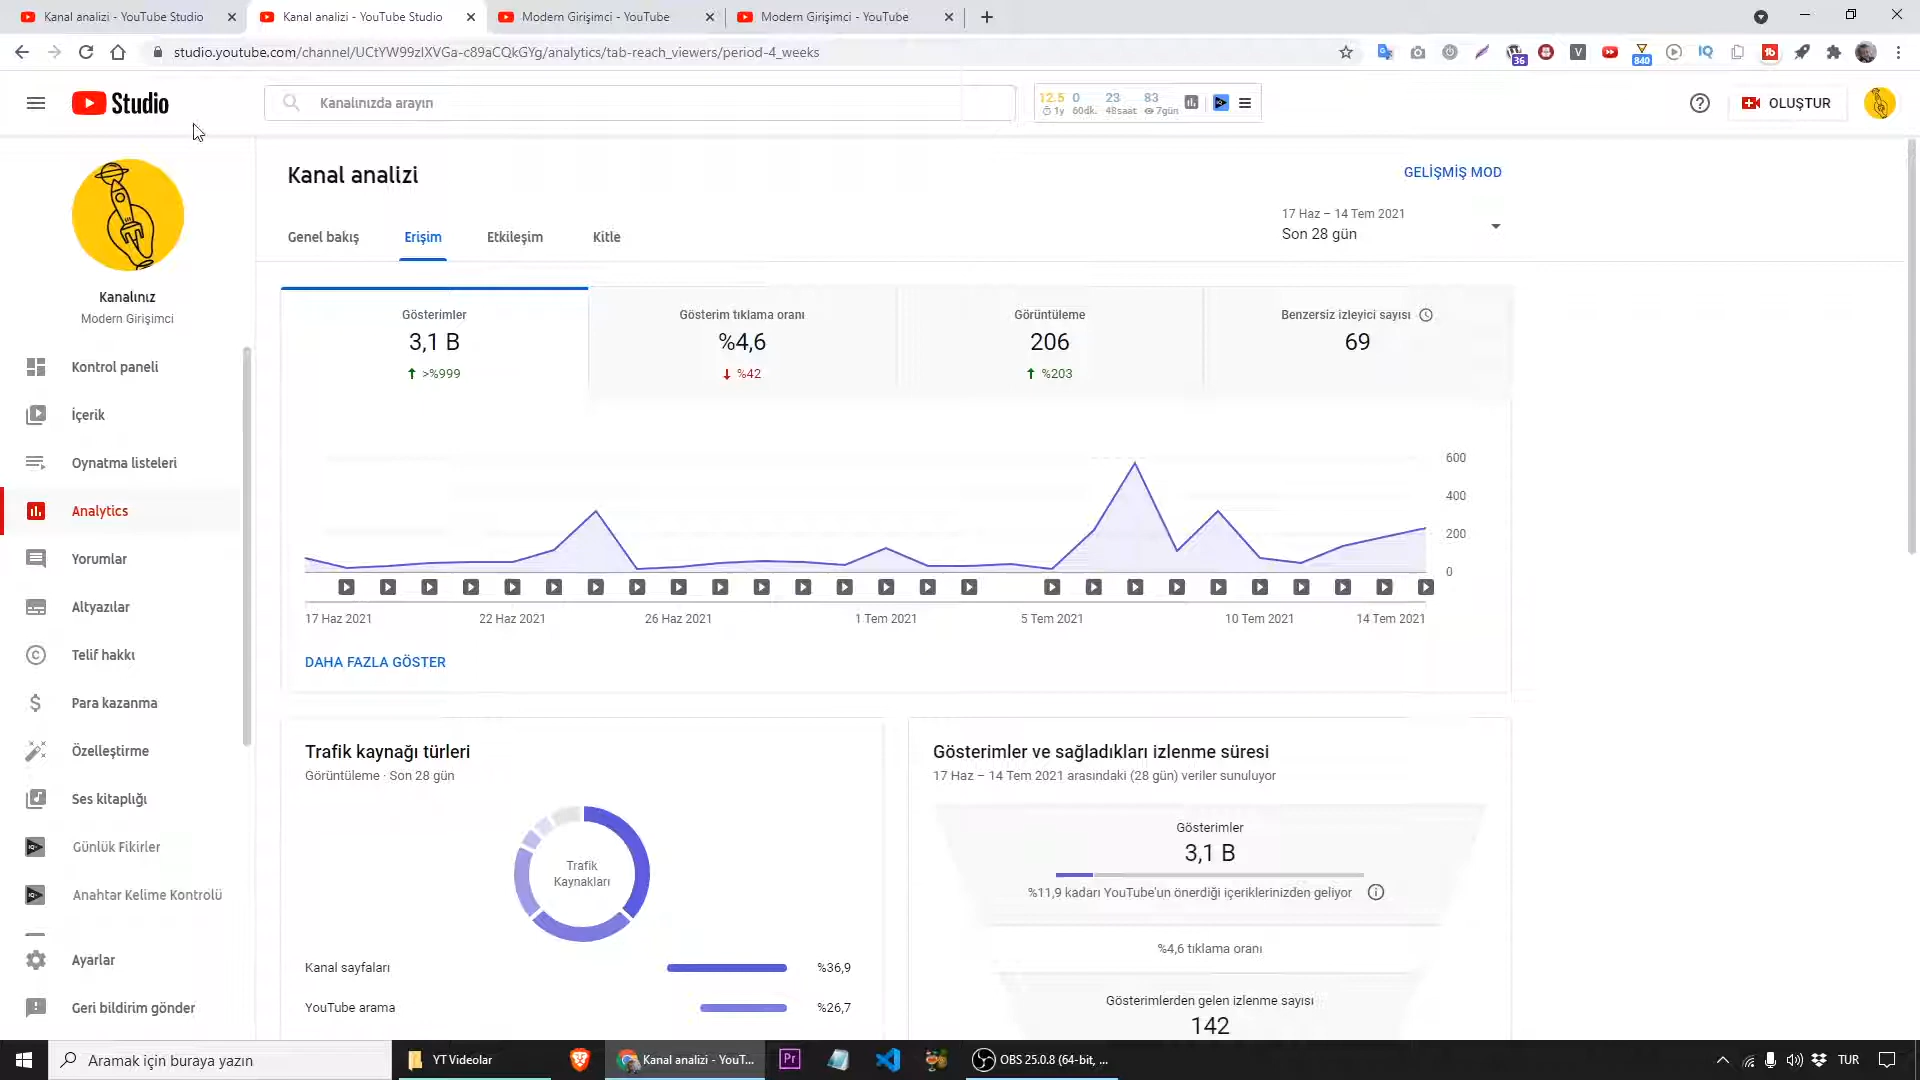 Kanal analizi - YouTube Studio
Kanal analizi - YouTube Studio
Modern Girişimci - YouTube
Modern Girişimci - YouTube
studio.youtube.com/channel/UCtYW99zIXVGa-c89aCQkGYg/analytics/tab-reach_viewers/period-4_weeks
36
V
840
IQ
Studio
Kanalınızda arayın
12.5 0 23 83
1y 60dk. 48saat 7gün
OLUŞTUR
Kanal analizi
GELİŞMİŞ MOD
17 Haz – 14 Tem 2021
Son 28 gün
Genel bakış
Erişim
Etkileşim
Kitle
Kanalınız
Modern Girişimci
Kontrol paneli
İçerik
Oynatma listeleri
Analytics
Yorumlar
Altyazılar
Telif hakkı
Para kazanma
Özelleştirme
Ses kitaplığı
Günlük Fikirler
Anahtar Kelime Kontrolü
Ayarlar
Geri bildirim gönder
Gösterimler
3,1 B
>%999
Gösterim tıklama oranı
%4,6
%42
Görüntüleme
206
%203
Benzersiz izleyici sayısı
69
600
400
200
0
17 Haz 2021
22 Haz 2021
26 Haz 2021
1 Tem 2021
5 Tem 2021
10 Tem 2021
14 Tem 2021
DAHA FAZLA GÖSTER
Trafik kaynağı türleri
Görüntüleme · Son 28 gün
Trafik
Kaynakları
Kanal sayfaları %36,9
YouTube arama %26,7
Gösterimler ve sağladıkları izlenme süresi
17 Haz – 14 Tem 2021 arasındaki (28 gün) veriler sunuluyor
Gösterimler
3,1 B
%11,9 kadarı YouTube'un önerdiği içeriklerinizden geliyor
%4,6 tıklama oranı
Gösterimlerden gelen izlenme sayısı
142
Aramak için buraya yazın
YT Videolar
Kanal analizi - YouT...
Pr
OBS 25.0.8 (64-bit, ...
TUR